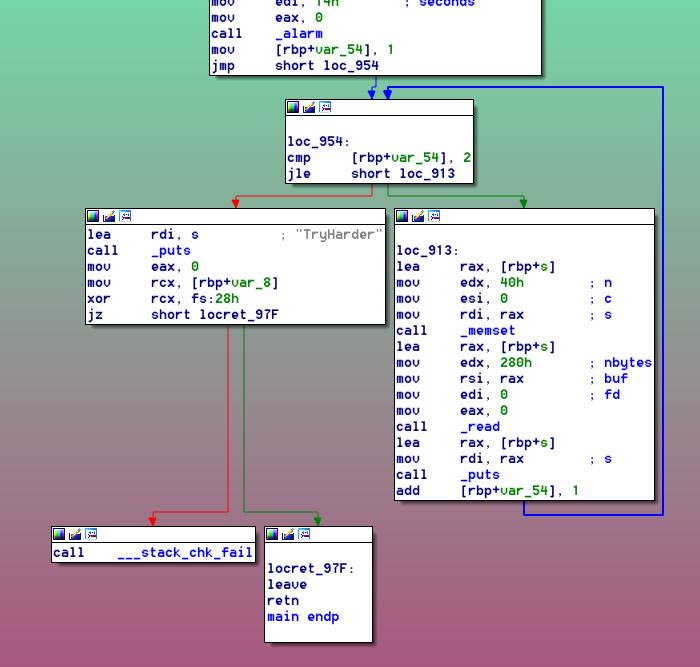 mov edi, 14h ; seconds
mov eax, 0
call _alarm
mov [rbp+var_54], 1
jmp short loc_954
loc_954:
cmp [rbp+var_54], 2
jle short loc_913
lea rdi, s ; "TryHarder"
call _puts
mov eax, 0
mov rcx, [rbp+var_8]
xor rcx, fs:28h
jz short locret_97F
loc_913:
lea rax, [rbp+s]
mov edx, 40h ; n
mov esi, 0 ; c
mov rdi, rax ; s
call _memset
lea rax, [rbp+s]
mov edx, 280h ; nbytes
mov rsi, rax ; buf
mov edi, 0 ; fd
mov eax, 0
call _read
lea rax, [rbp+s]
mov rdi, rax ; s
call _puts
add [rbp+var_54], 1
call ___stack_chk_fail
locret_97F:
leave
retn
main endp